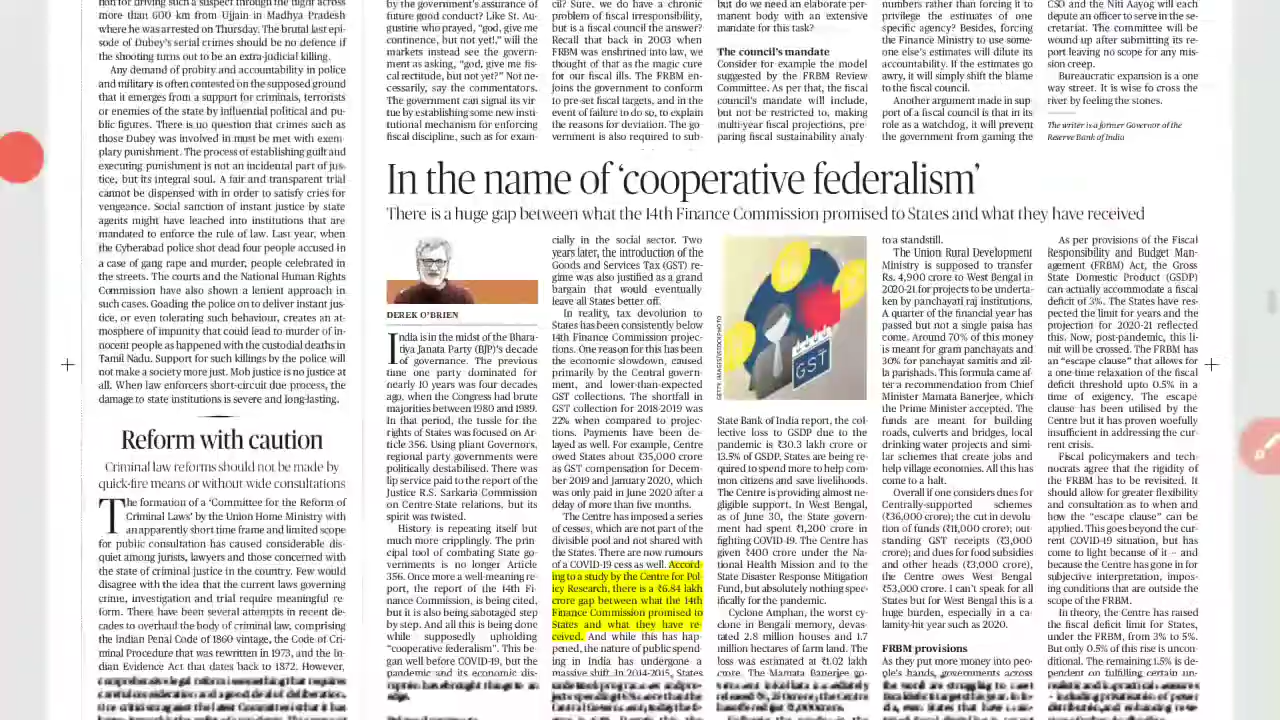 tion for driving such a suspect through the night across
more than 600 km from Ujjain in Madhya Pradesh
where he was arrested on Thursday. The brutal last epi-
sode of Dubey's serial crimes should be no defence if
the shooting turns out to be an extra-judicial killing.
Any demand of probity and accountability in police
and military is often contested on the supposed ground
that it emerges from a support for criminals, terrorists
or enemies of the state by influential political and pu-
blic figures. There is no question that crimes such as
those Dubey was involved in must be met with exem-
plary punishment. The process of establishing guilt and
executing punishment is not an incidental part of jus-
tice, but its integral soul. A fair and transparent trial
cannot be dispensed with in order to satisfy cries for
vengeance. Social sanction of instant justice by state
agents might have leached into institutions that are
mandated to enforce the rule of law. Last year, when
the Cyberabad police shot dead four people accused in
a case of gang rape and murder, people celebrated in
the streets. The courts and the National Human Rights
Commission have also shown a lenient approach in
such cases. Goading the police on to deliver instant jus-
tice, or even tolerating such behaviour, creates an at-
mosphere of impunity that could lead to murder of in-
nocent people as happened with the custodial deaths in
Tamil Nadu. Support for such killings by the police will
not make a society more just. Mob justice is no justice at
all. When law enforcers short-circuit due process, the
damage to state institutions is severe and long-lasting.
Reform with caution
Criminal law reforms should not be made by
quick-fire means or without wide consultations
The formation of a 'Committee for the Reform of
Criminal Laws' by the Union Home Ministry with
an apparently short time frame and limited scope
for public consultation has caused considerable dis-
quiet among jurists, lawyers and those concerned with
the state of criminal justice in the country. Few would
disagree with the idea that the current laws governing
crime, investigation and trial require meaningful re-
form. There have been several attempts in recent de-
cades to overhaul the body of criminal law, comprising
the Indian Penal Code of 1860 vintage, the Code of Cri-
minal Procedure that was rewritten in 1973, and the In-
dian Evidence Act that dates back to 1872. However,
by the government's assurance of
future good conduct? Like St. Au-
gustine who prayed, "god, give me
continence, but not yet!," will the
markets instead see the govern-
ment as asking, "god, give me fis-
cal rectitude, but not yet?" Not ne-
cessarily, say the commentators.
The government can signal its vir-
tue by establishing some new insti-
tutional mechanism for enforcing
fiscal discipline, such as for exam-
cil? Sure, we do have a chronic
problem of fiscal irresponsibility,
but is a fiscal council the answer?
Recall that back in 2003 when
FRBM was enshrined into law, we
thought of that as the magic cure
for our fiscal ills. The FRBM en-
joins the government to conform
to pre-set fiscal targets, and in the
event of failure to do so, to explain
the reasons for deviation. The go-
vernment is also required to sub-
but do we need an elaborate per-
manent body with an extensive
mandate for this task?
The council's mandate
Consider for example the model
suggested by the FRBM Review
Committee. As per that, the fiscal
council's mandate will include,
but not be restricted to, making
multi-year fiscal projections, pre-
paring fiscal sustainability analy-
numbers rather than forcing it to
privilege the estimates of one
specific agency? Besides, forcing
the Finance Ministry to use some-
one else's estimates will dilute its
accountability. If the estimates go
awry, it will simply shift the blame
to the fiscal council.
Another argument made in sup-
port of a fiscal council is that in its
role as a watchdog, it will prevent
the government from gaming the
CSO and the Niti Aayog will each
depute an officer to serve in the se-
cretariat. The committee will be
wound up after submitting its re-
port leaving no scope for any mis-
sion creep.
Bureaucratic expansion is a one
way street. It is wise to cross the
river by feeling the stones.
The writer is a former Governor of the
Reserve Bank of India
In the name of 'cooperative federalism'
There is a huge gap between what the 14th Finance Commission promised to States and what they have received
DEREK O'BRIEN
India is in the midst of the Bhara-
tiya Janata Party (BJP)'s decade
of governance. The previous
time one party dominated for
nearly 10 years was four decades
ago, when the Congress had brute
majorities between 1980 and 1989.
In that period, the tussle for the
rights of States was focused on Ar-
ticle 356. Using pliant Governors,
regional party governments were
politically destabilised. There was
lip service paid to the report of the
Justice R.S. Sarkaria Commission
on Centre-State relations, but its
spirit was twisted.
History is repeating itself but
much more cripplingly. The prin-
cipal tool of combating State go-
vernments is no longer Article
356. Once more a well-meaning re-
port, the report of the 14th Fi-
nance Commission, is being cited,
but it is also being sabotaged step
by step. And all this is being done
while supposedly upholding
"cooperative federalism". This be-
gan well before COVID-19, but the
pandemic and its economic dis-
cially in the social sector. Two
years later, the introduction of the
Goods and Services Tax (GST) re-
gime was also justified as a grand
bargain that would eventually
leave all States better off.
In reality, tax devolution to
States has been consistently below
14th Finance Commission projec-
tions. One reason for this has been
the economic slowdown, caused
primarily by the Central govern-
ment, and lower-than-expected
GST collections. The shortfall in
GST collection for 2018-2019 was
22% when compared to projec-
tions. Payments have been de-
layed as well. For example, Centre
owed States about ₹35,000 crore
as GST compensation for Decem-
ber 2019 and January 2020, which
was only paid in June 2020 after a
delay of more than five months.
The Centre has imposed a series
of cesses, which are not part of the
divisible pool and not shared with
the States. There are now rumours
of a COVID-19 cess as well. Accord-
ing to a study by the Centre for Pol-
icy Research, there is a ₹6.84 lakh
crore gap between what the 14th
Finance Commission promised to
States and what they have re-
ceived. And while this has hap-
pened, the nature of public spend-
ing in India has undergone a
massive shift. In 2014-2015, States
GETTY IMAGES/ISTOCKPHOTO
GST
State Bank of India report, the col-
lective loss to GSDP due to the
pandemic is ₹30.3 lakh crore or
13.5% of GSDP, States are being re-
quired to spend more to help com-
mon citizens and save livelihoods.
The Centre is providing almost ne-
gligible support. In West Bengal,
as of June 30, the State govern-
ment had spent ₹1,200 crore in
fighting COVID-19. The Centre has
given ₹400 crore under the Na-
tional Health Mission and to the
State Disaster Response Mitigation
Fund, but absolutely nothing spe-
cifically for the pandemic.
Cyclone Amphan, the worst cy-
clone in Bengali memory, devas-
tated 2.8 million houses and 1.7
million hectares of farm land. The
loss was estimated at ₹1.02 lakh
crore. The Mamata Banerjee go-
to a standstill.
The Union Rural Development
Ministry is supposed to transfer
Rs. 4,900 crore to West Bengal in
2020-21 for projects to be underta-
ken by panchayati raj institutions.
A quarter of the financial year has
passed but not a single paisa has
come. Around 70% of this money
is meant for gram panchayats and
30% for panchayat samitis and zil-
la parishads. This formula came af-
ter a recommendation from Chief
Minister Mamata Banerjee, which
the Prime Minister accepted. The
funds are meant for building
roads, culverts and bridges, local
drinking water projects and simi-
lar schemes that create jobs and
help village economies. All this has
come to a halt.
Overall if one considers dues for
Centrally-supported schemes
(₹36,000 crore); the cut in devolu-
tion of funds (₹11,000 crore); out-
standing GST receipts (₹3,000
crore); and dues for food subsidies
and other heads (₹3,000 crore),
the Centre owes West Bengal
₹53,000 crore. I can't speak for all
States but for West Bengal this is a
huge burden, especially in a ca-
lamity-hit year such as 2020.
FRBM provisions
As they put more money into peo-
ple's hands, governments across
As per provisions of the Fiscal
Responsibility and Budget Man-
agement (FRBM) Act, the Gross
State Domestic Product (GSDP)
can actually accommodate a fiscal
deficit of 3%. The States have res-
pected the limit for years and the
projection for 2020-21 reflected
this. Now, post-pandemic, this li-
mit will be crossed. The FRBM has
an "escape clause" that allows for
a one-time relaxation of the fiscal
deficit threshold upto 0.5% in a
time of exigency. The escape
clause has been utilised by the
Centre but it has proven woefully
insufficient in addressing the cur-
rent crisis.
Fiscal policymakers and tech-
nocrats agree that the rigidity of
the FRBM has to be revisited. It
should allow for greater flexibility
and consultation as to when and
how the "escape clause" can be
applied. This goes beyond the cur-
rent COVID-19 situation, but has
come to light because of it – and
because the Centre has gone in for
subjective interpretation, impos-
ing conditions that are outside the
scope of the FRBM.
In theory, the Centre has raised
the fiscal deficit limit for States,
under the FRBM, from 3% to 5%.
But only 0.5% of this rise is uncon-
ditional. The remaining 1.5% is de-
pendent on fulfilling certain un-